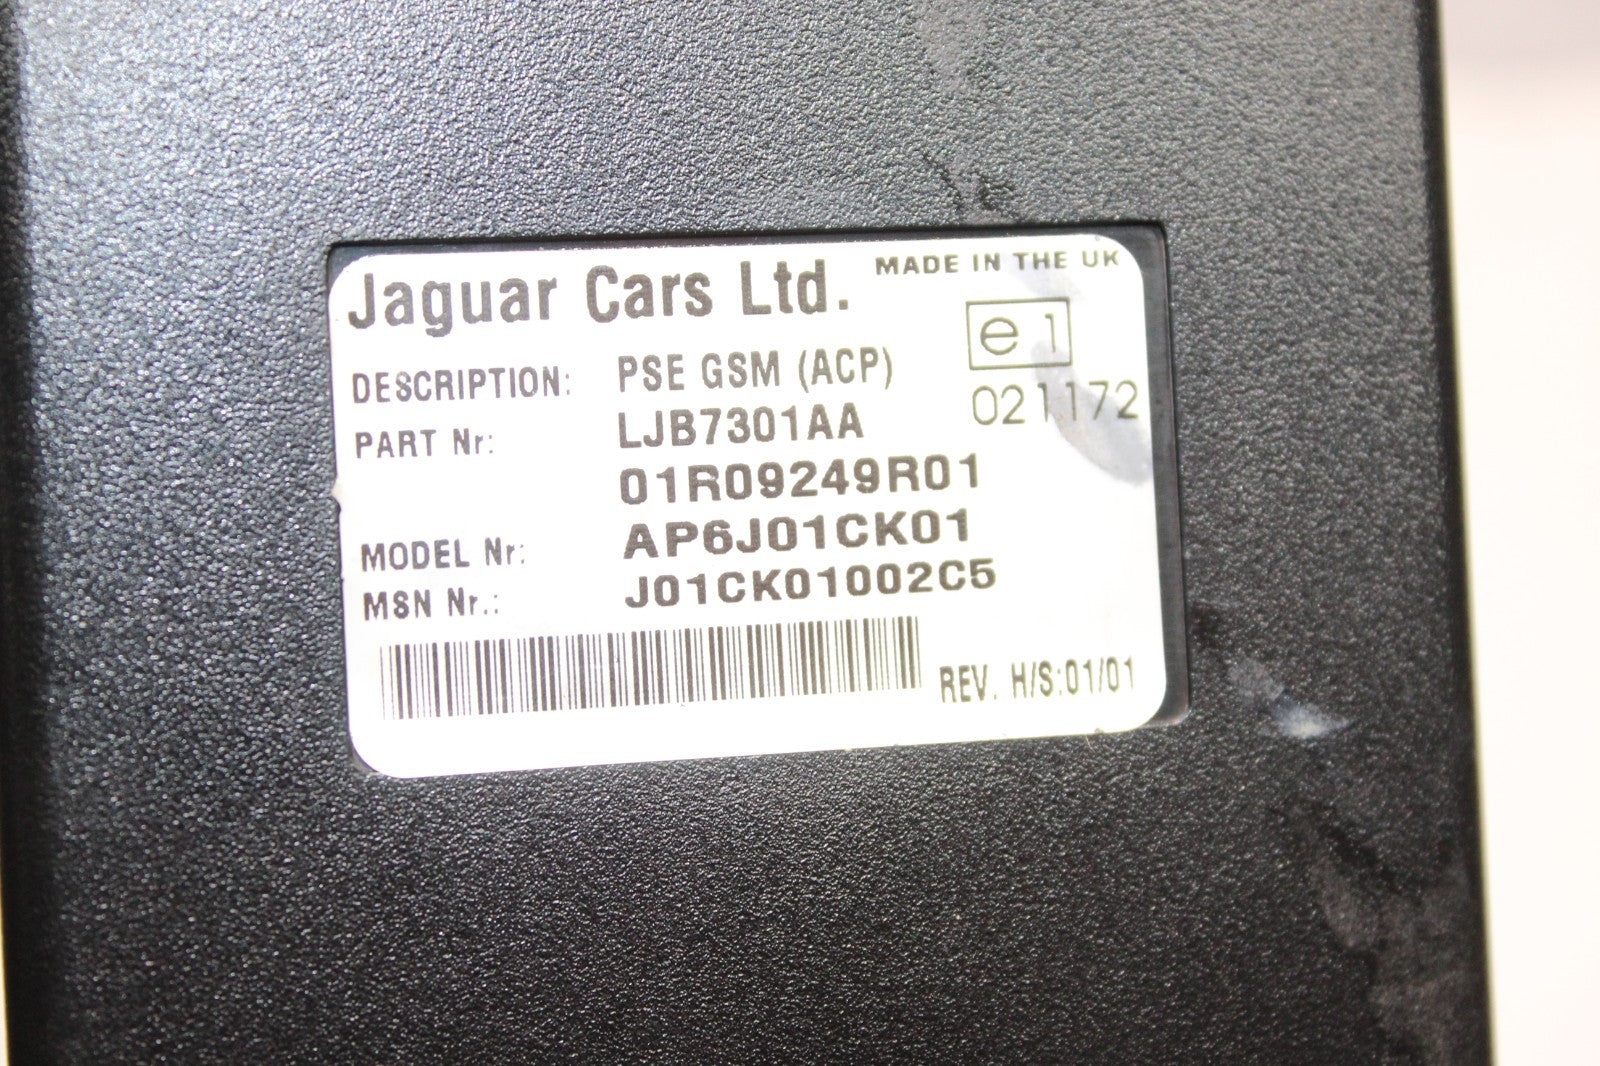 Jaguar Cars Ltd. MADE IN THE UK
e 1
DESCRIPTION: PSE GSM (ACP)
021172
PART Nr: LJB7301AA
01R09249R01
MODEL Nr: AP6J01CK01
MSN Nr.: J01CK01002C5
REV. H/S:01/01